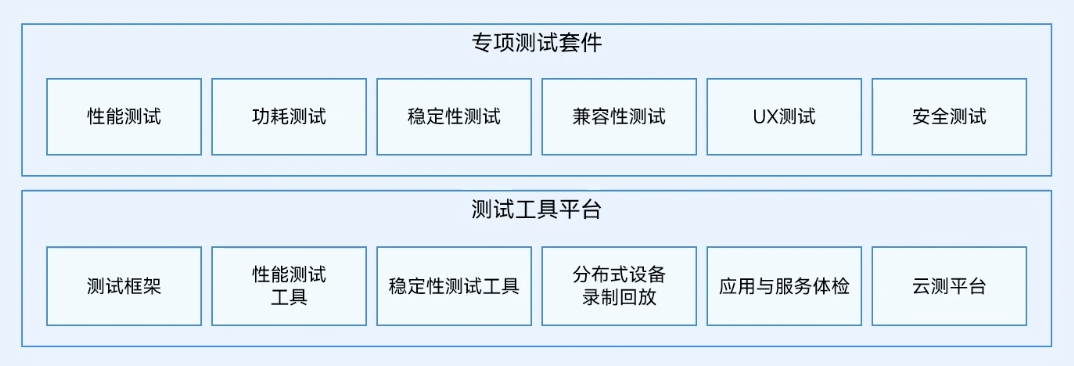 专项测试套件
性能测试
功耗测试
稳定性测试
兼容性测试
UX测试
安全测试
测试工具平台
测试框架
性能测试
工具
稳定性测试工具
分布式设备
录制回放
应用与服务体检
云测平台